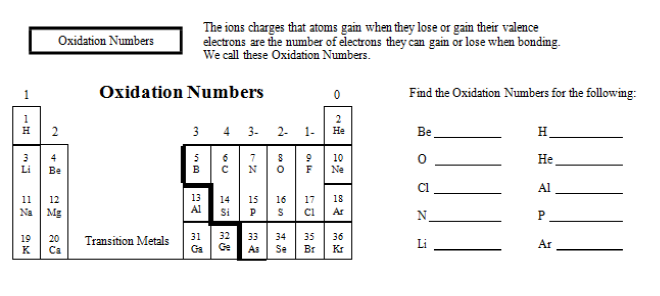 Oxidation Numbers
The ions charges that atoms gain when they lose or gain their valence
electrons are the number of electrons they can gain or lose when bonding.
We call these Oxidation Numbers.
1 Oxidation Numbers 0
1 2
H 2 3 4 3- 2- 1- He
3 4 5 6 7 8 9 10
Li Be B C N O F Ne
11 12 13 14 15 16 17 18
Na Mg Al Si P S Cl Ar
19 20 Transition Metals 31 32 33 34 35 36
K Ca Ga Ge As Se Br Kr
Find the Oxidation Numbers for the following:
Be H
O He
Cl Al
N P
Li Ar